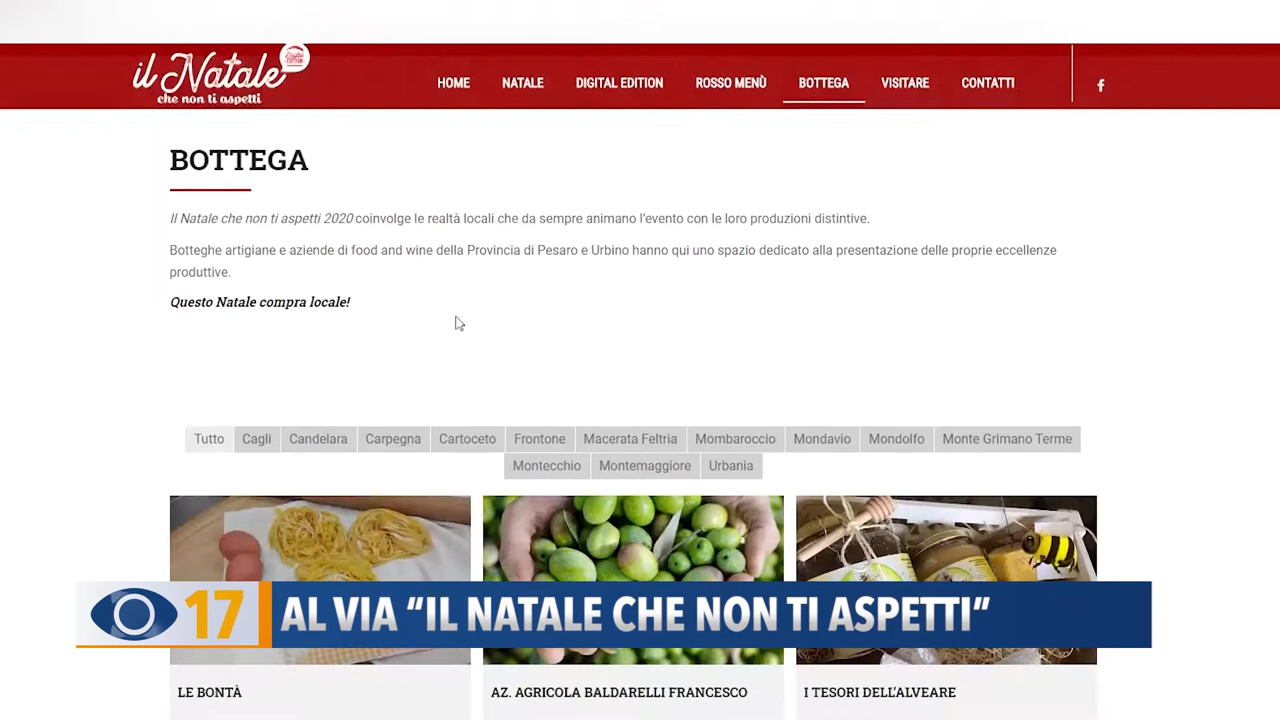 il Natale
che non ti aspetti
HOME NATALE DIGITAL EDITION ROSSO MENÙ BOTTEGA VISITARE CONTATTI
BOTTEGA
Il Natale che non ti aspetti 2020 coinvolge le realtà locali che da sempre animano l'evento con le loro produzioni distintive.
Botteghe artigiane e aziende di food and wine della Provincia di Pesaro e Urbino hanno qui uno spazio dedicato alla presentazione delle proprie eccellenze
produttive.
Questo Natale compra locale!
Tutto Cagli Candelara Carpegna Cartoceto Frontone Macerata Feltria Mombaroccio Mondavio Mondolfo Monte Grimano Terme
Montecchio Montemaggiore Urbania
17 AL VIA “IL NATALE CHE NON TI ASPETTI”
LE BONTÀ AZ. AGRICOLA BALDARELLI FRANCESCO I TESORI DELL'ALVEARE